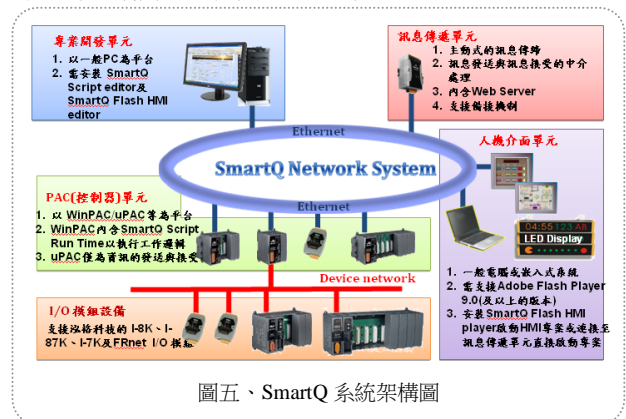 專案開發單元
1. 以一般PC為平台
2. 需安裝 SmartQ
Script editor及
SmartQ Flash HMI
editor
訊息傳遞單元
1. 主動式的訊息傳歸
2. 訊息發送與訊息接受的中介
處理
3. 內含Web Server
4. 支援備援機制
Ethernet
SmartQ Network System
Ethernet
人機介面單元
04:55 123 AB
LED Display
1. 一般電腦或嵌入式系統
2. 需支援Adobe Flash Player
9.0(及以上的版本)
3. 安裝SmartQ Flash HMI
player啟動HMI專案或連接至
訊息傳遞單元直接啟動專案
PAC(控制器)單元
1. 以 WinPAC/uPAC等為平台
2. WinPAC內含SmartQ Script
Run Time以執行工作邏輯
3. uPAC僅為資訊的發送與接受
Device network
I/O 模組設備
支援泓格科技的 I-8K、I-
87K、I-7K及FRnet I/O 模組
圖五、SmartQ 系統架構圖